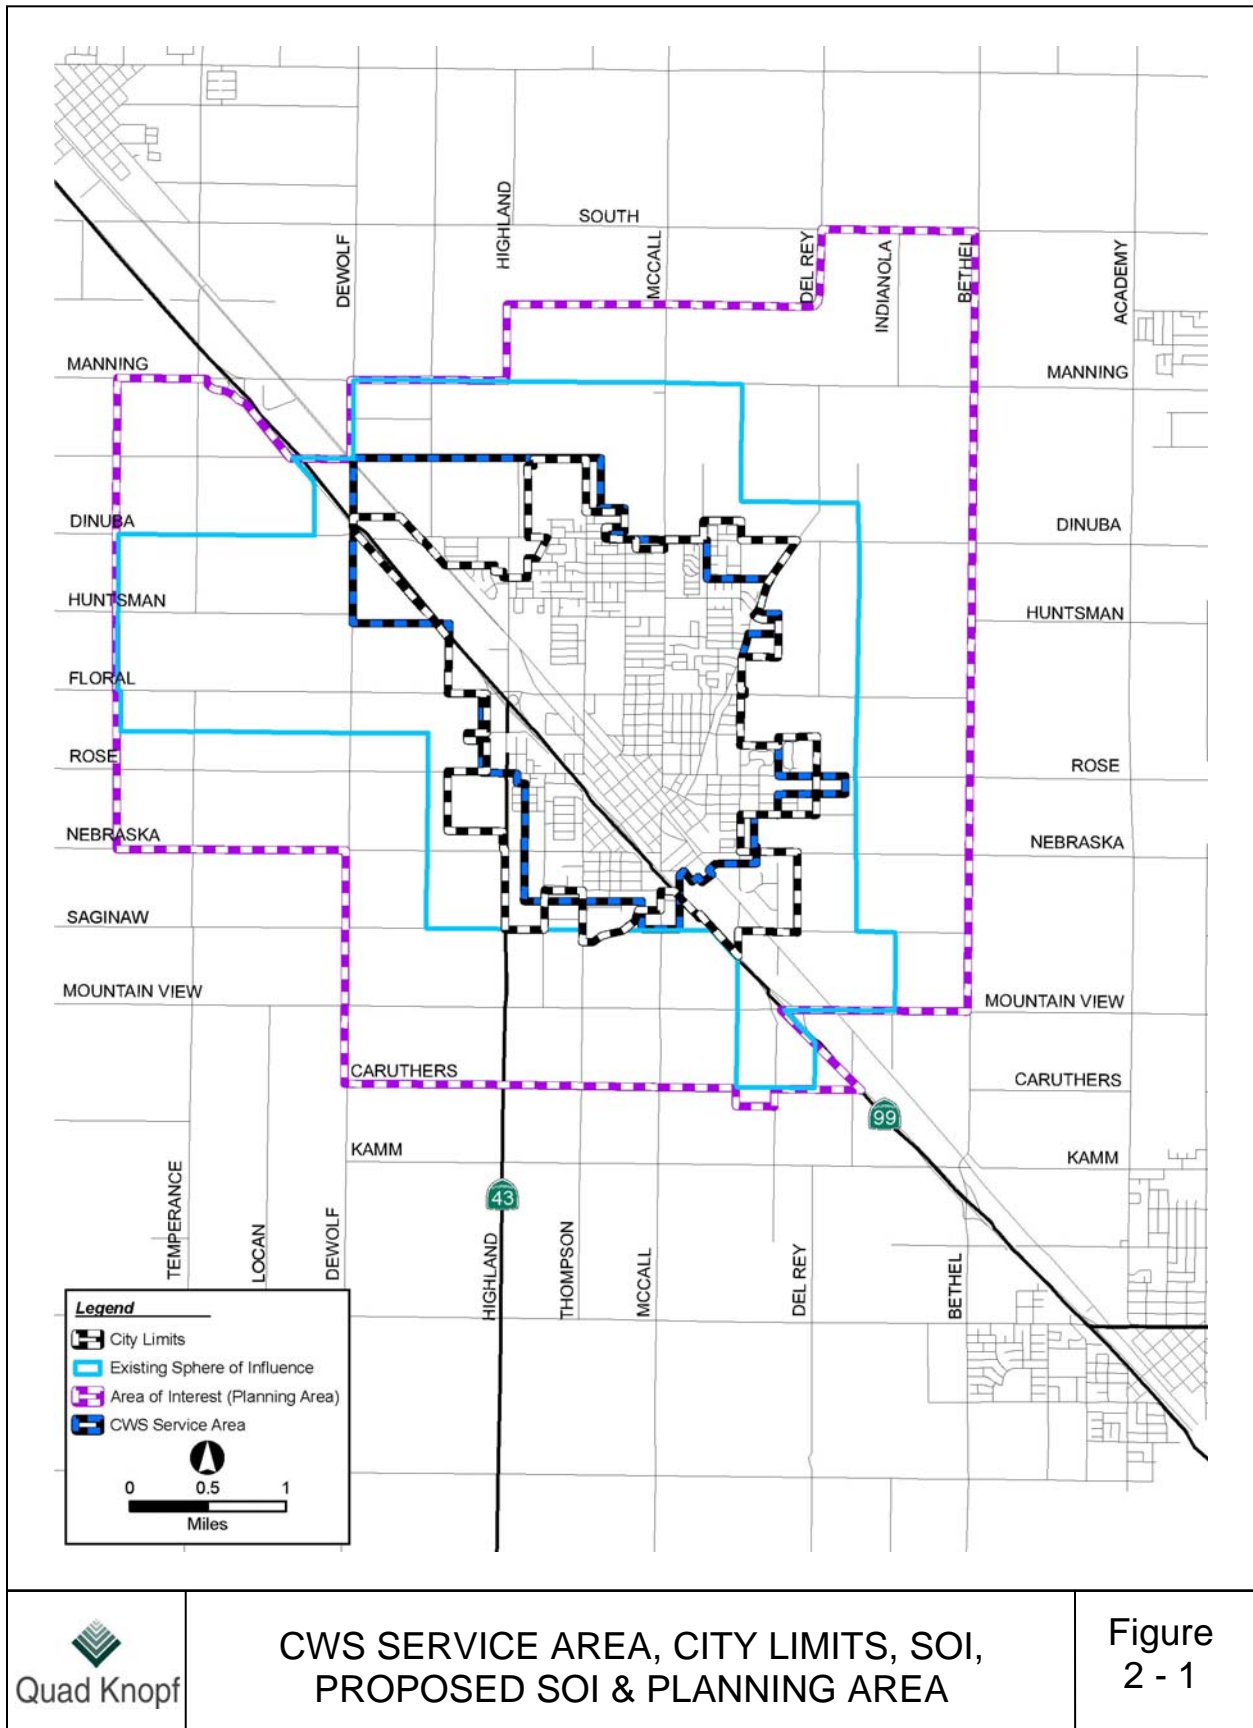 SOUTH
HIGHLAND
DEWOLF
MCCALL
DEL REY
INDIANOLA
BETHEL
ACADEMY
MANNING
MANNING
DINUBA
DINUBA
HUNTSMAN
HUNTSMAN
FLORAL
ROSE
ROSE
NEBRASKA
NEBRASKA
SAGINAW
MOUNTAIN VIEW
MOUNTAIN VIEW
CARUTHERS
CARUTHERS
99
KAMM
KAMM
43
TEMPERANCE
LOCAN
DEWOLF
HIGHLAND
THOMPSON
MCCALL
DEL REY
BETHEL
Legend
City Limits
Existing Sphere of Influence
Area of Interest (Planning Area)
CWS Service Area
0 0.5 1
Miles
Quad Knopf
CWS SERVICE AREA, CITY LIMITS, SOI,
PROPOSED SOI & PLANNING AREA
Figure
2 - 1